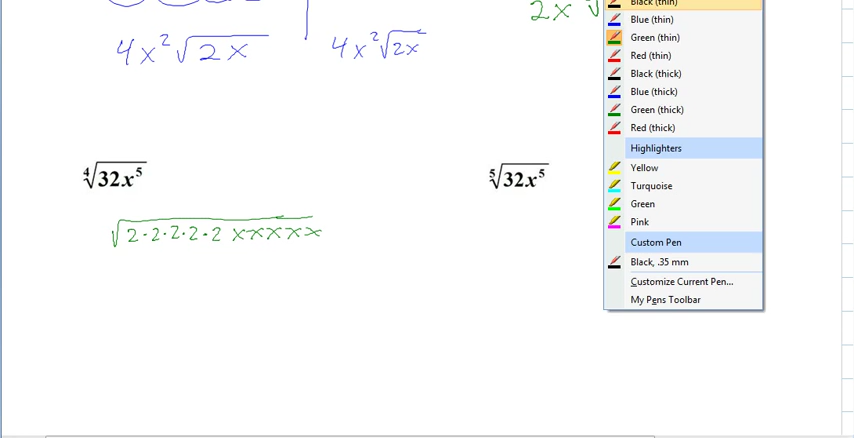 2x √
4x²√2x
4x²√2x
⁴√32x⁵
⁵√32x⁵
√2·2·2·2·2 xxxxx
Black (thin)
Blue (thin)
Green (thin)
Red (thin)
Black (thick)
Blue (thick)
Green (thick)
Red (thick)
Highlighters
Yellow
Turquoise
Green
Pink
Custom Pen
Black, .35 mm
Customize Current Pen...
My Pens Toolbar